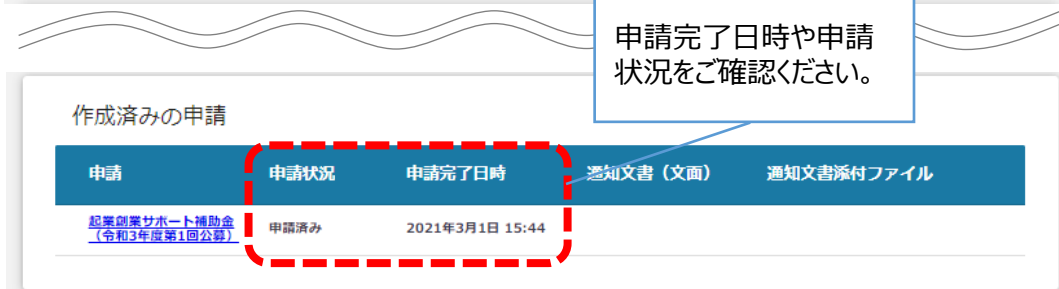 申請完了日時や申請
状況をご確認ください。
作成済みの申請
申請 申請状況 申請完了日時 通知文書（文面） 通知文書添付ファイル
起業創業サポート補助金 申請済み 2021年3月1日 15:44
（令和3年度第1回公募）